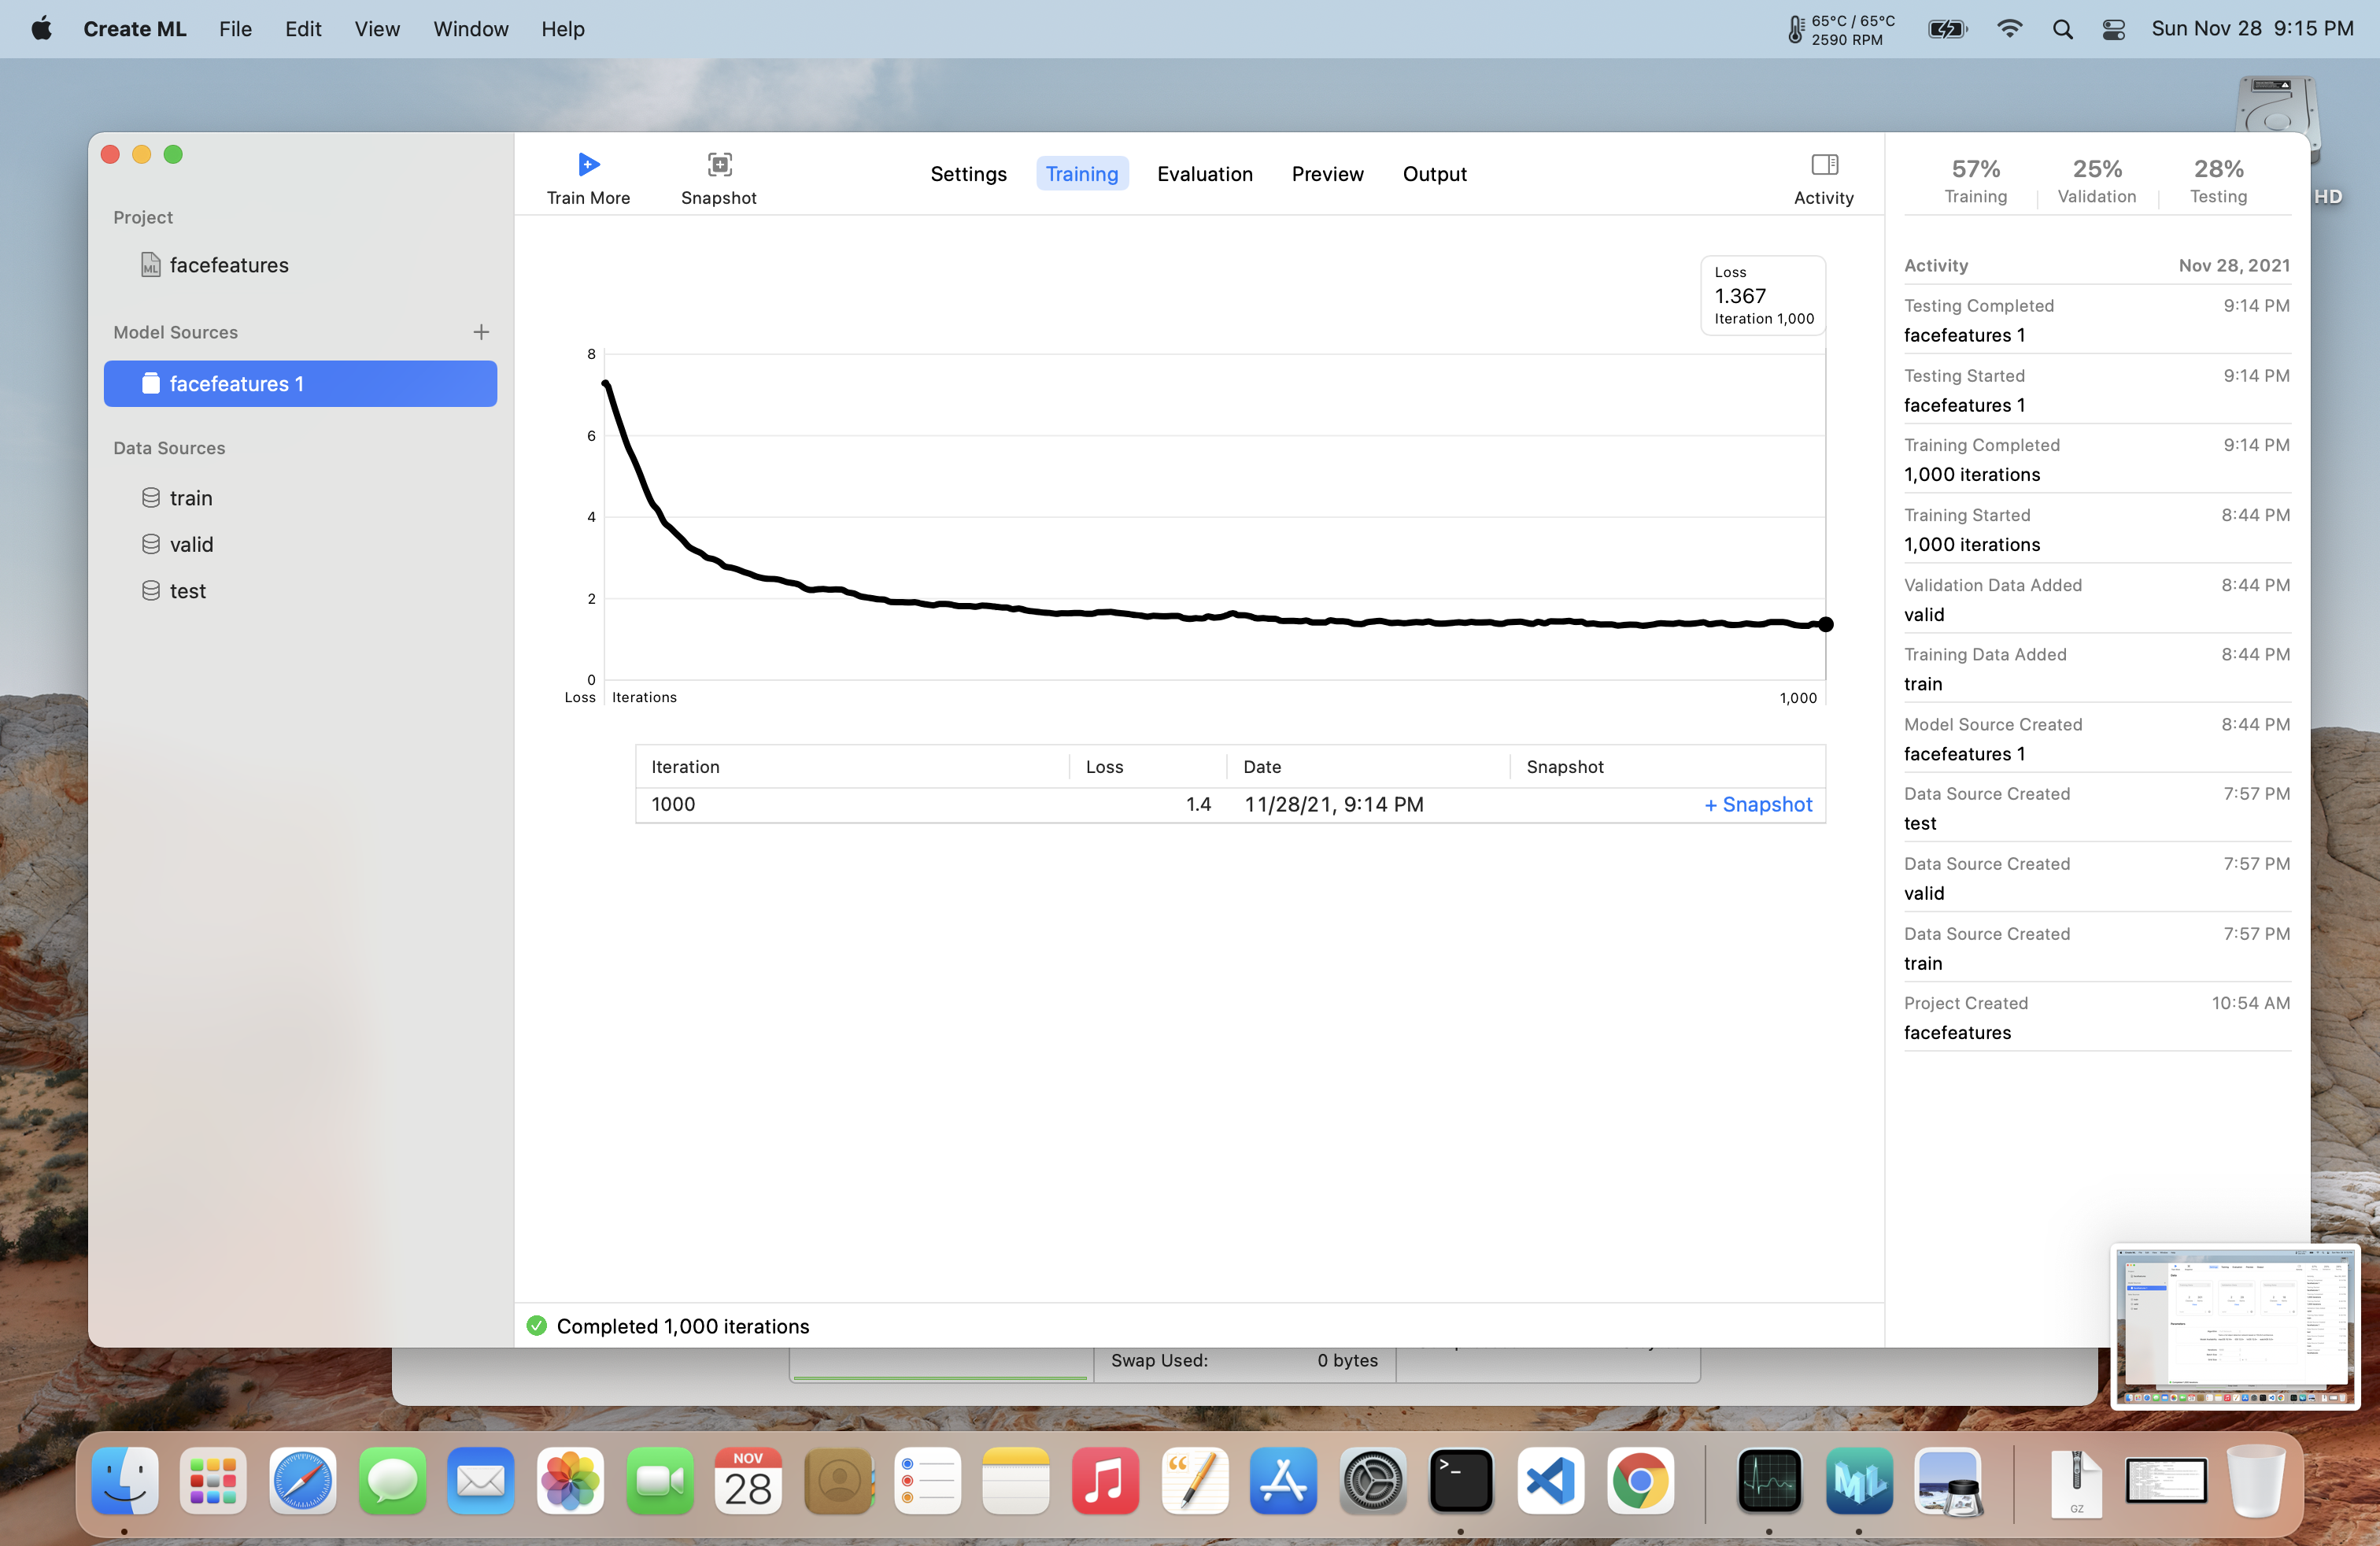 Create ML File Edit View Window Help
65°C / 65°C
2590 RPM
Sun Nov 28 9:15 PM
HD
Project
facefeatures
ML
Model Sources
facefeatures 1
Data Sources
train
valid
test
Train More
Snapshot
Settings Training Evaluation Preview Output
Activity
57% 25% 28%
Training Validation Testing
Loss
1.367
Iteration 1,000
8
6
4
2
0
Loss Iterations 1,000
Iteration Loss Date Snapshot
1000 1.4 11/28/21, 9:14 PM + Snapshot
Activity Nov 28, 2021
Testing Completed 9:14 PM
facefeatures 1
Testing Started 9:14 PM
facefeatures 1
Training Completed 9:14 PM
1,000 iterations
Training Started 8:44 PM
1,000 iterations
Validation Data Added 8:44 PM
valid
Training Data Added 8:44 PM
train
Model Source Created 8:44 PM
facefeatures 1
Data Source Created 7:57 PM
test
Data Source Created 7:57 PM
valid
Data Source Created 7:57 PM
train
Project Created 10:54 AM
facefeatures
Completed 1,000 iterations
Swap Used: 0 bytes
NOV
28
>_
ML
GZ